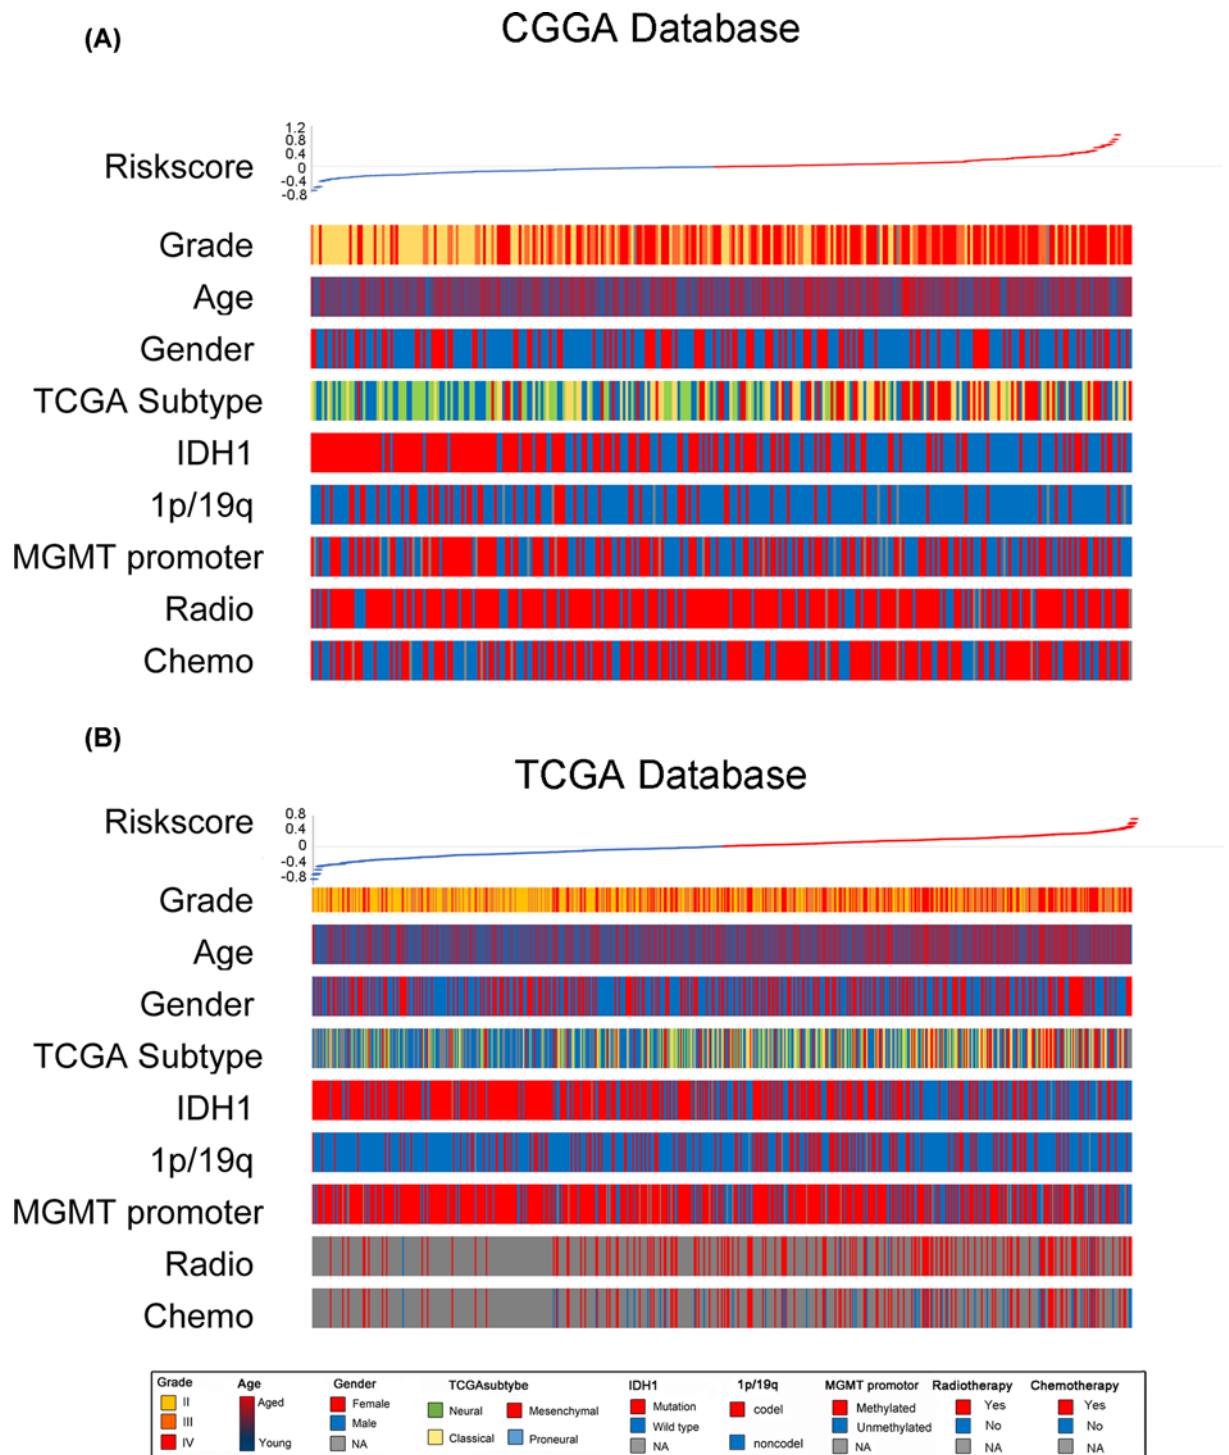 (A)
CGGA Database
1.2
0.8
0.4
0
-0.4
-0.8
Riskscore
Grade
Age
Gender
TCGA Subtype
IDH1
1p/19q
MGMT promoter
Radio
Chemo
(B)
TCGA Database
0.8
0.4
0
-0.4
-0.8
Riskscore
Grade
Age
Gender
TCGA Subtype
IDH1
1p/19q
MGMT promoter
Radio
Chemo
Grade
II
III
IV
Age
Aged
Young
Gender
Female
Male
NA
TCGAsubtybe
Neural
Mesenchymal
Classical
Proneural
IDH1
Mutation
Wild type
NA
1p/19q
codel
noncodel
MGMT promotor
Methylated
Unmethylated
NA
Radiotherapy
Yes
No
NA
Chemotherapy
Yes
No
NA